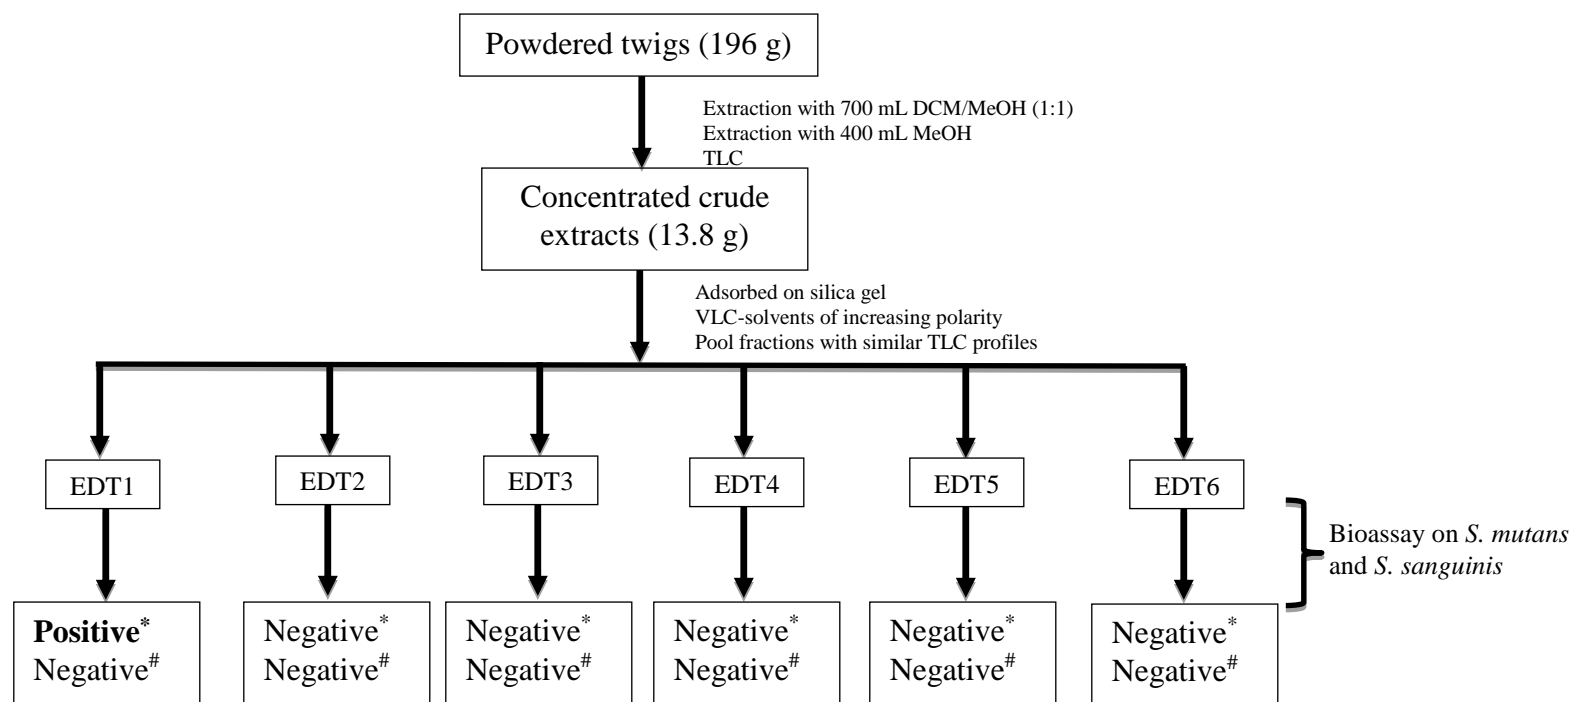 Powdered twigs (196 g)
Extraction with 700 mL DCM/MeOH (1:1)
Extraction with 400 mL MeOH
TLC
Concentrated crude
extracts (13.8 g)
Adsorbed on silica gel
VLC-solvents of increasing polarity
Pool fractions with similar TLC profiles
EDT1
EDT2
EDT3
EDT4
EDT5
EDT6
Bioassay on S. mutans
and S. sanguinis
Positive*
Negative#
Negative*
Negative#
Negative*
Negative#
Negative*
Negative#
Negative*
Negative#
Negative*
Negative#